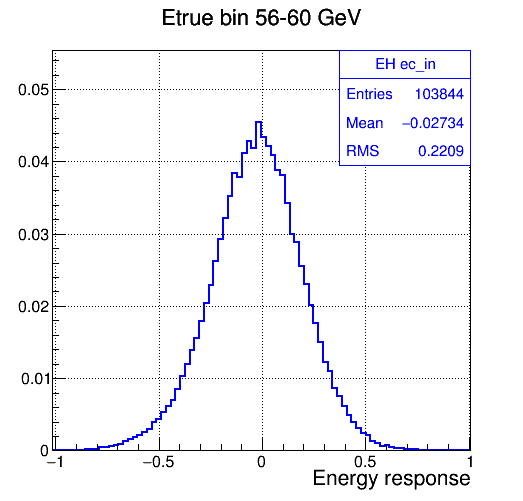 Etrue bin 56-60 GeV
EH ec_in
Entries 103844
Mean −0.02734
RMS 0.2209
0.05
0.04
0.03
0.02
0.01
0
−1 −0.5 0 0.5 1
Energy response